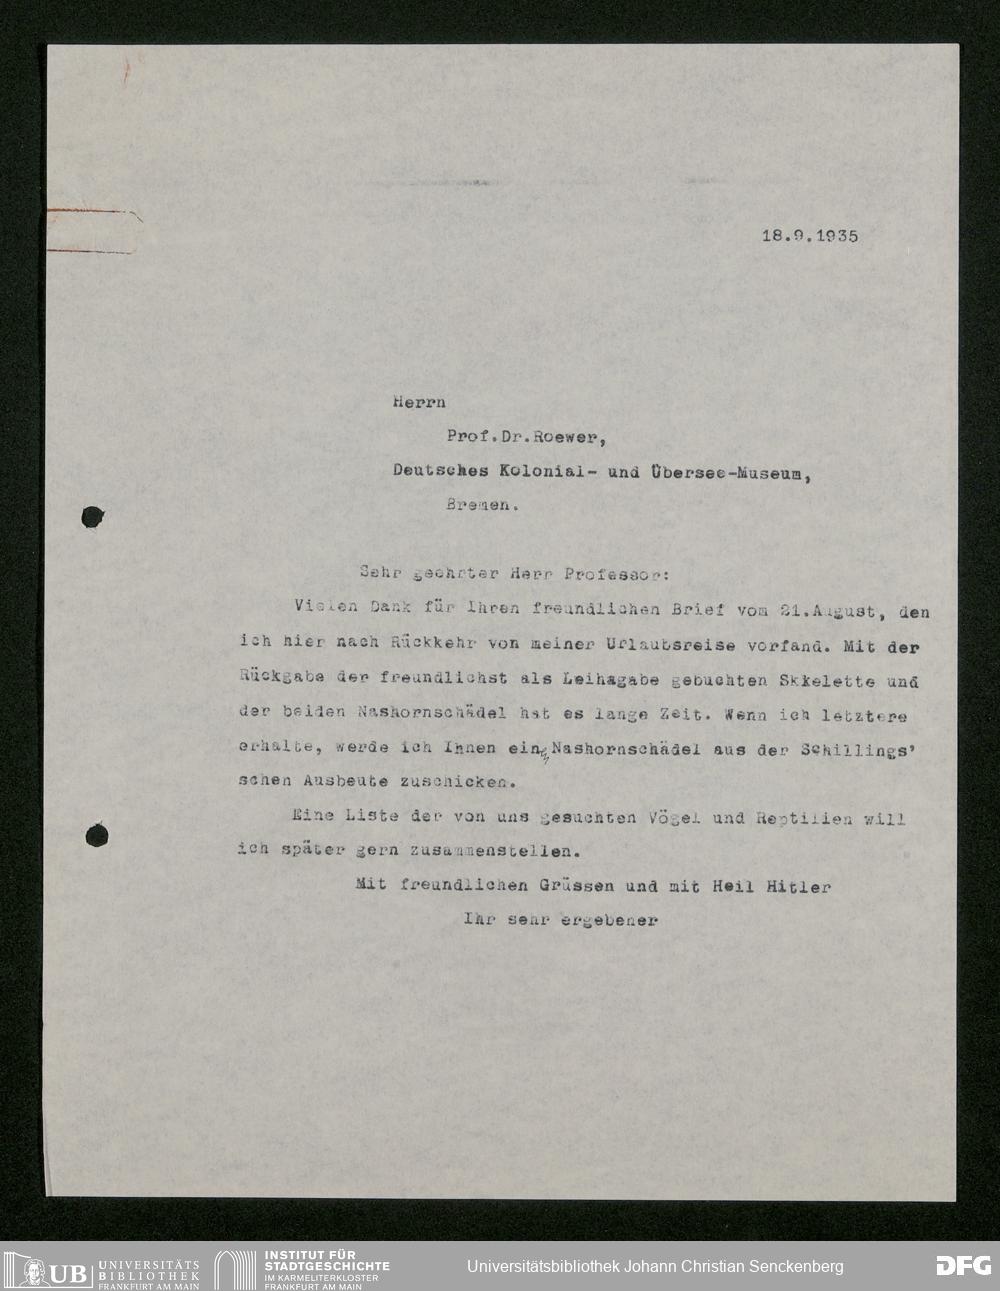 18.9.1935
Herrn
Prof.Dr.Roewer,
Deutsches Kolonial- und Übersee-Museum,
Bremen.
Sehr geehrter Herr Professor:
Vielen Dank für Ihren freundlichen Brief vom 21.August, den
ich hier nach Rückkehr von meiner Urlaubsreise vorfand. Mit der
Rückgabe der freundlichst als Leihagabe gebuchten Skkelette und
der beiden Nashornschädel hat es lange Zeit. Wenn ich letztere
erhalte, werde ich Ihnen ein Nashornschädel aus der Schillings'
schen Ausbeute zuschicken.
Eine Liste der von uns gesuchten Vögel und Reptilien will
ich später gern zusammenstellen.
Mit freundlichen Grüssen und mit Heil Hitler
Ihr sehr ergebener
UB UNIVERSITÄTS
BIBLIOTHEK
FRANKFURT AM MAIN
INSTITUT FÜR
STADTGESCHICHTE
IM KARMELITERKLOSTER
FRANKFURT AM MAIN
Universitätsbibliothek Johann Christian Senckenberg
DFG